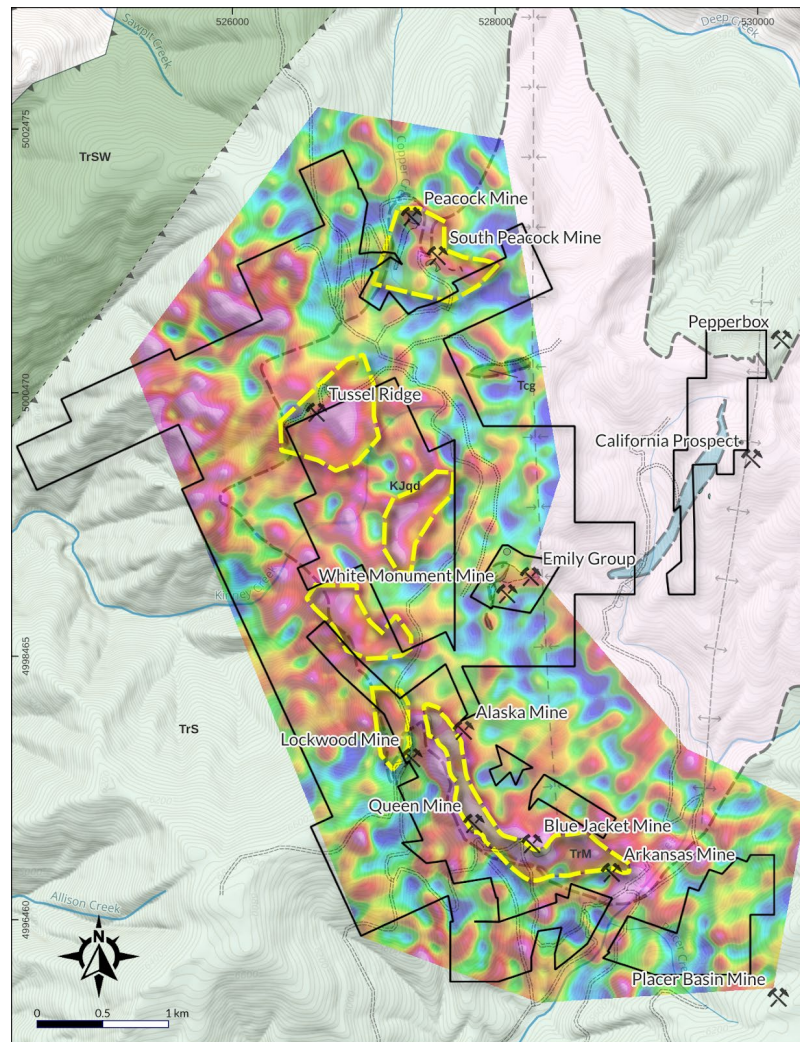 526000
528000
530000
Sawpit Creek
Deep Creek
5002475
TrSW
Peacock Mine
South Peacock Mine
Pepperbox
5000470
Tcg
Tussel Ridge
California Prospect
KJqd
Emily Group
White Monument Mine
4998465
TrS
Alaska Mine
Lockwood Mine
Queen Mine
Blue Jacket Mine
TrM
Arkansas Mine
Allison Creek
4996460
N
Placer Basin Mine
0
0.5
1 km